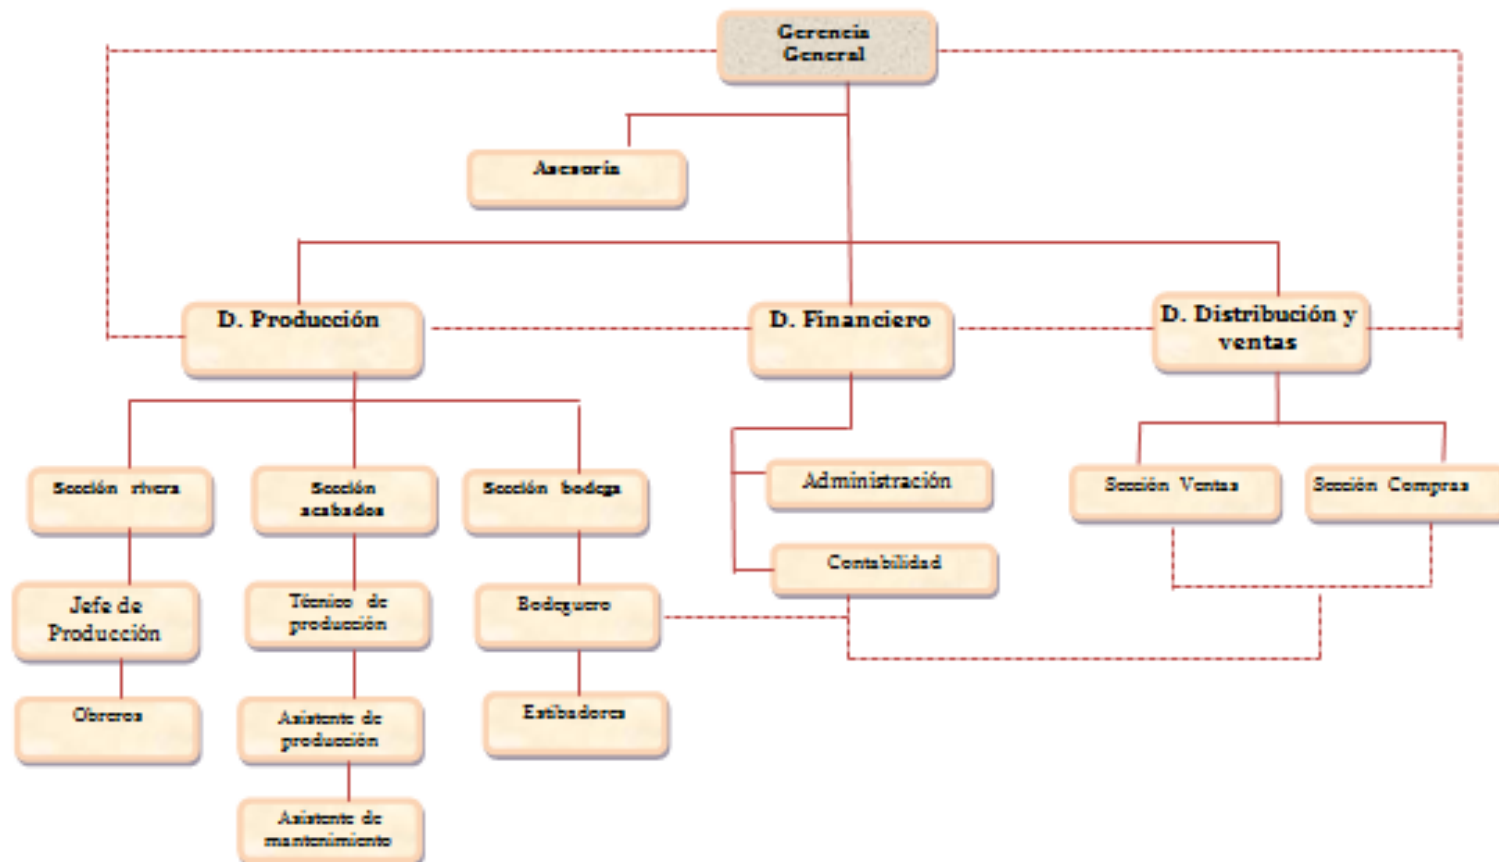 Gerencia
General
Asesoría
D. Producción
D. Financiero
D. Distribución y
ventas
Sección rivera
Sección
acabados
Sección bodega
Administración
Sección Ventas
Sección Compras
Contabilidad
Jefe de
Producción
Técnico de
producción
Bodeguero
Obreros
Asistente de
producción
Estibadores
Asistente de
mantenimiento